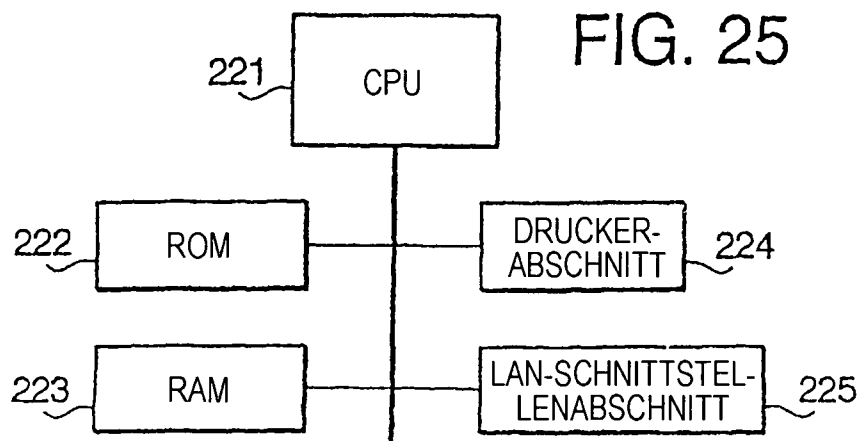 FIG. 25
221
CPU
222
ROM
DRUCKER-
ABSCHNITT
224
223
RAM
LAN-SCHNITTSTEL-
LENABSCHNITT
225